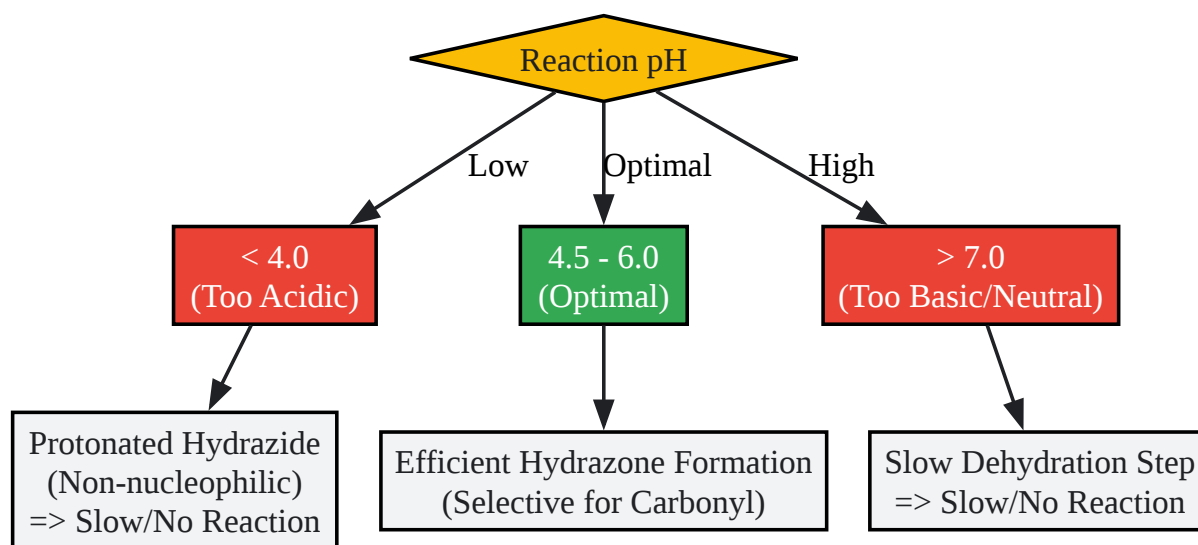 Reaction pH
Low
Optimal
High
< 4.0
(Too Acidic)
4.5 - 6.0
(Optimal)
> 7.0
(Too Basic/Neutral)
Protonated Hydrazide
(Non-nucleophilic)
=> Slow/No Reaction
Efficient Hydrazone Formation
(Selective for Carbonyl)
Slow Dehydration Step
=> Slow/No Reaction